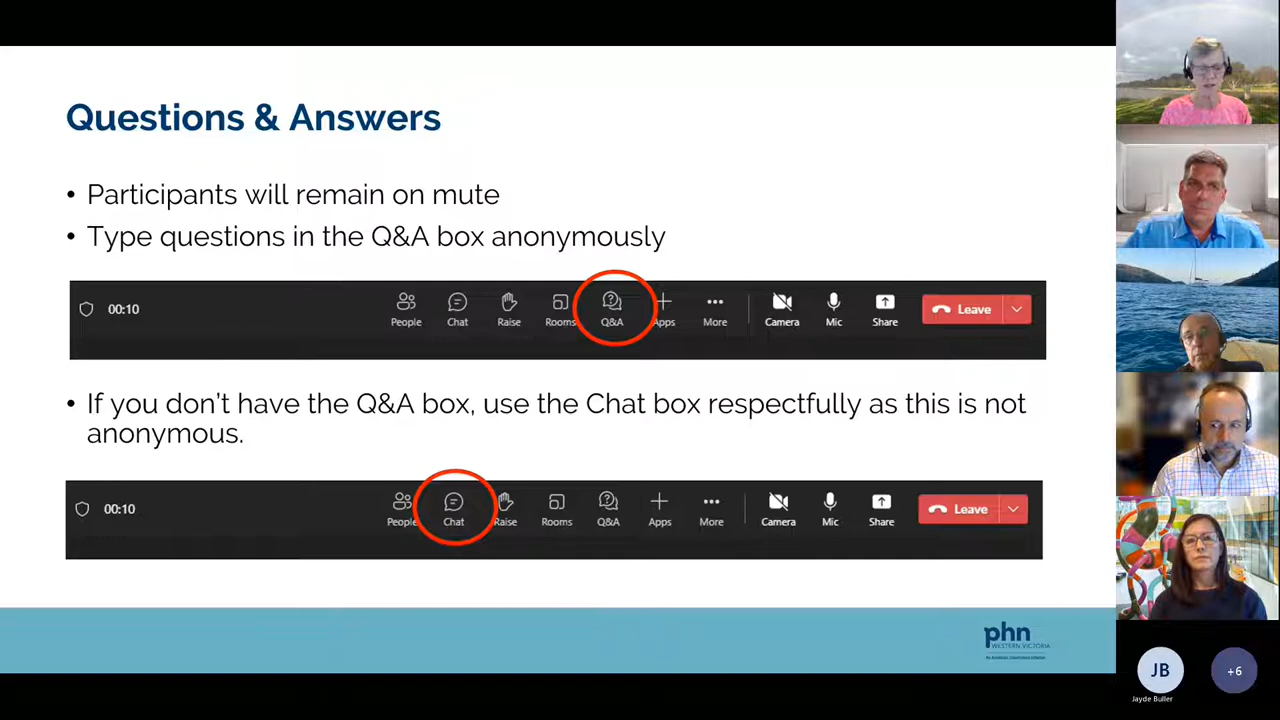 Questions & Answers
• Participants will remain on mute
• Type questions in the Q&A box anonymously
00:10
People Chat Raise Rooms Q&A Apps More Camera Mic Share Leave
• If you don't have the Q&A box, use the Chat box respectfully as this is not
anonymous.
00:10
People Chat Raise Rooms Q&A Apps More Camera Mic Share Leave
phn
WESTERN VICTORIA
JB
+6
Jayde Buller